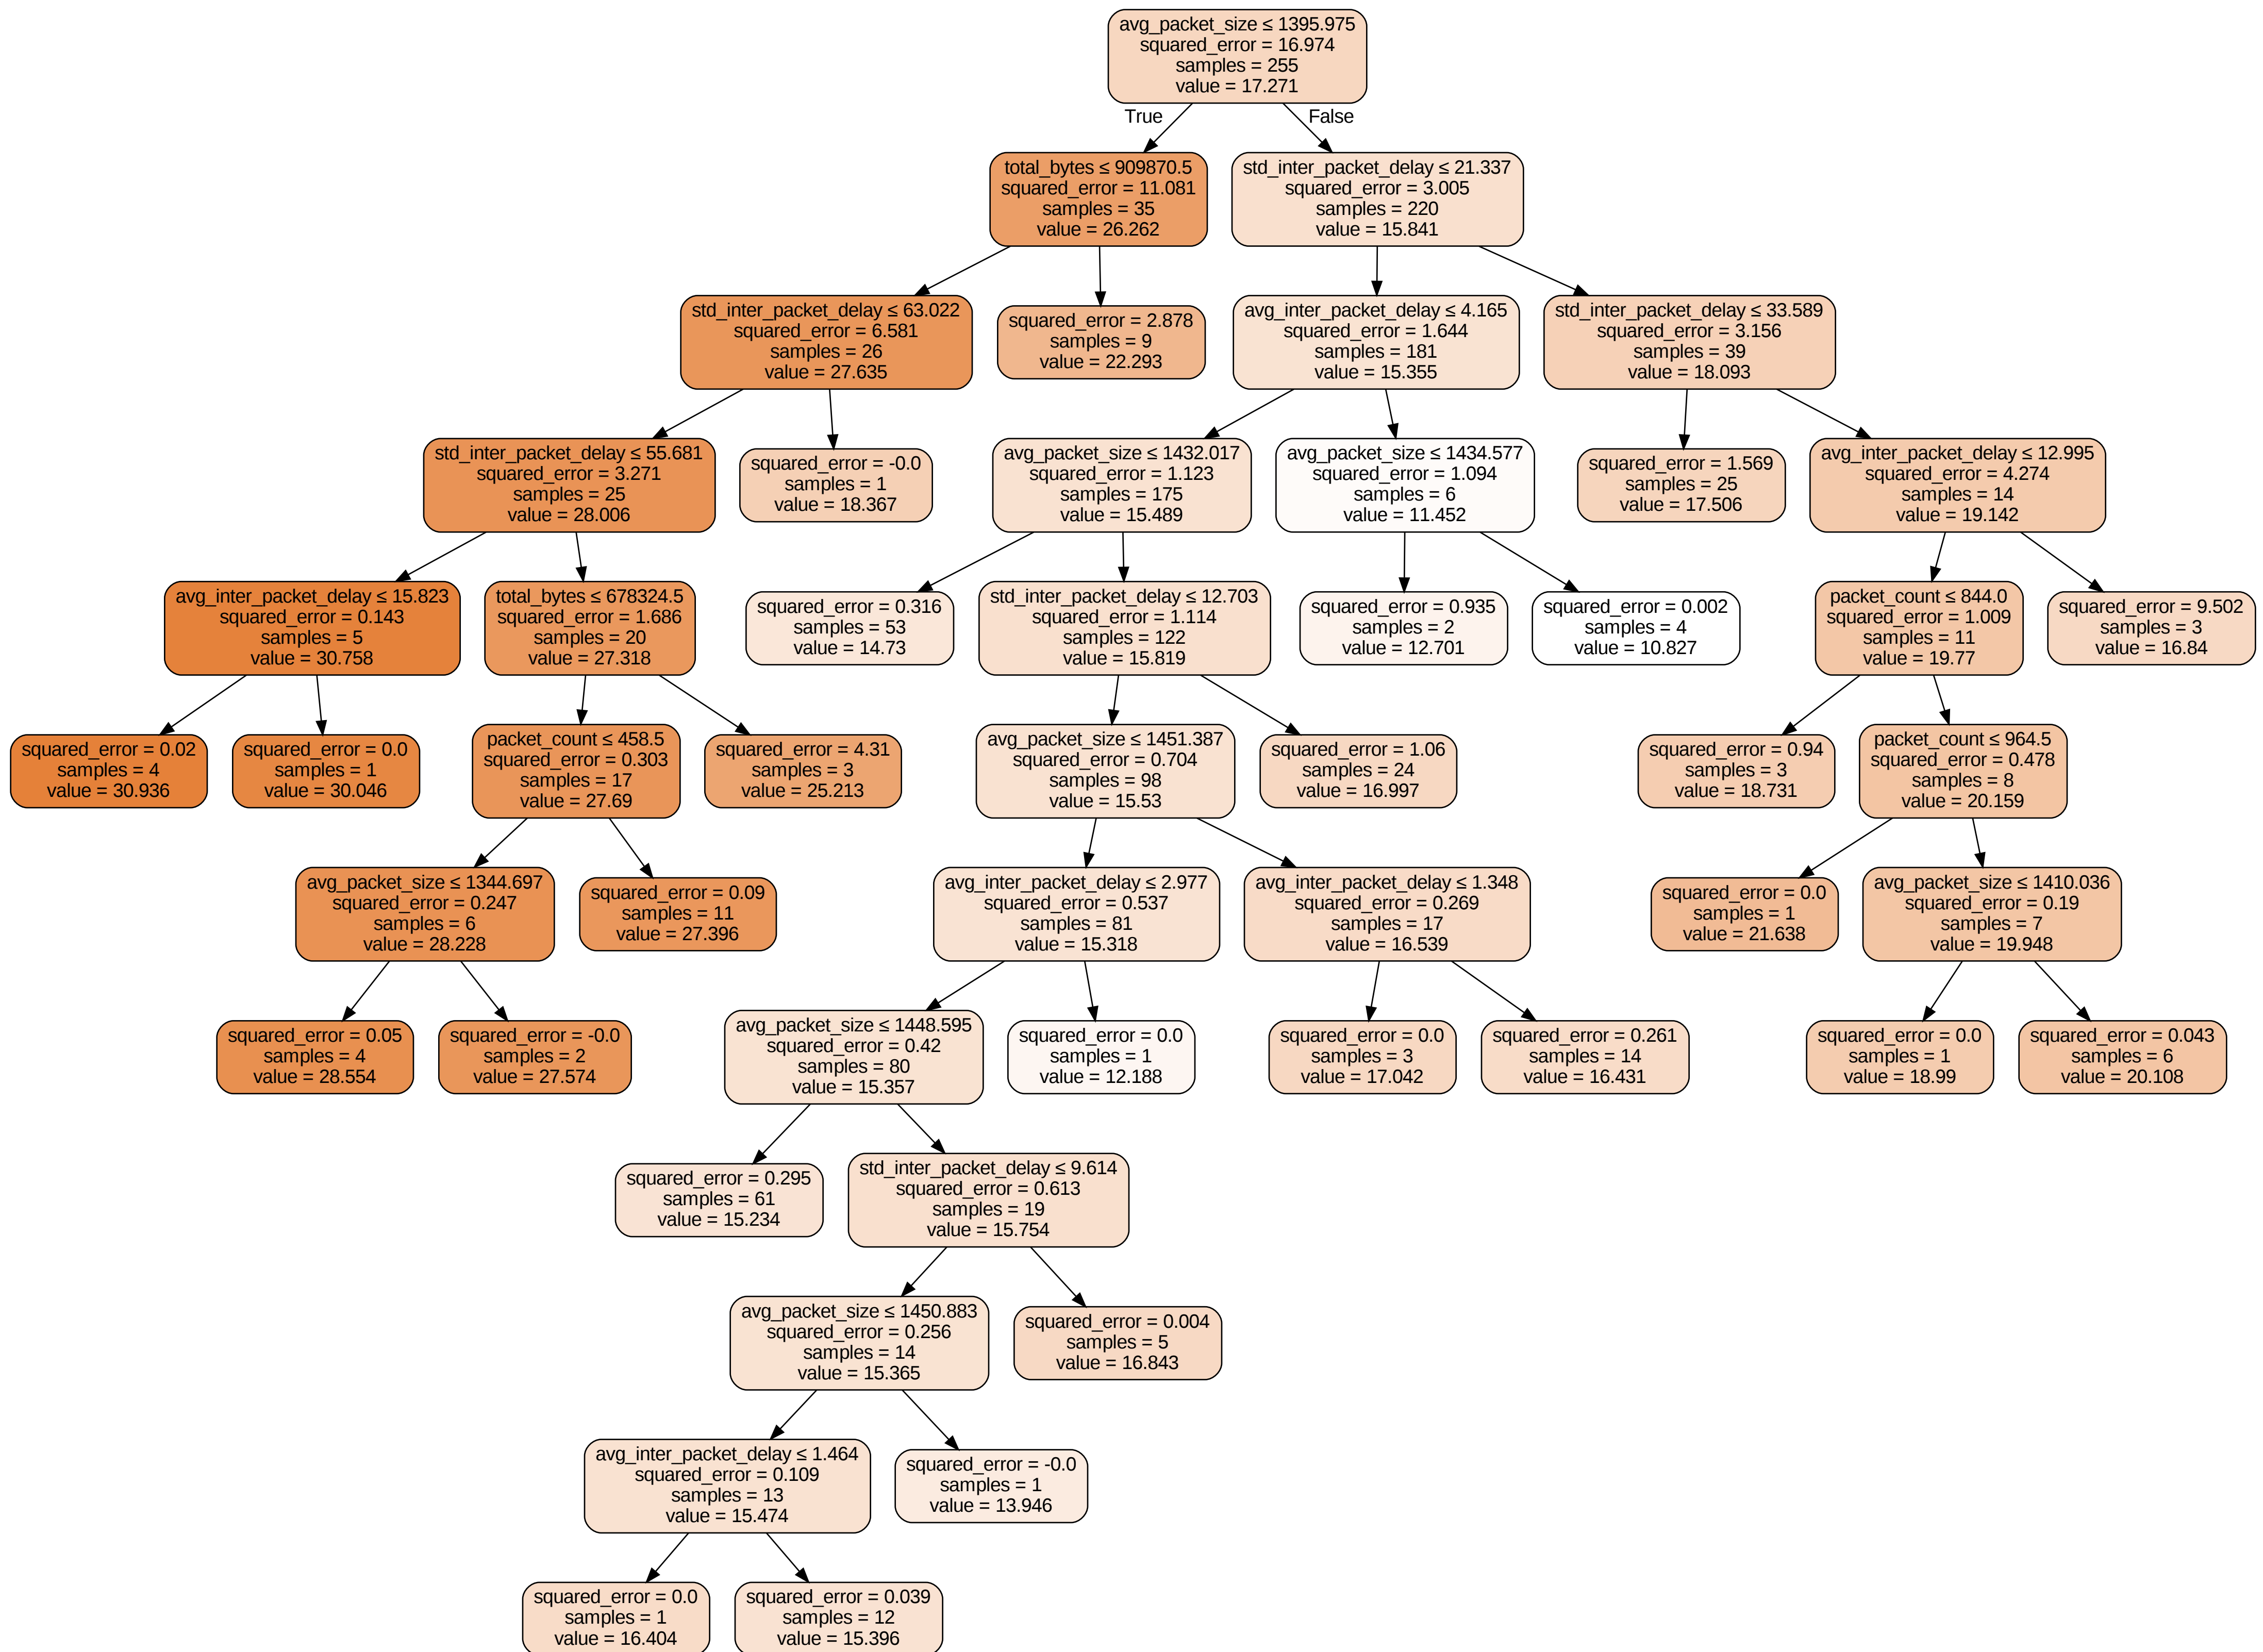 avg_packet_size ≤ 1395.975
squared_error = 16.974
samples = 255
value = 17.271
True
False
total_bytes ≤ 909870.5
squared_error = 11.081
samples = 35
value = 26.262
std_inter_packet_delay ≤ 21.337
squared_error = 3.005
samples = 220
value = 15.841
std_inter_packet_delay ≤ 63.022
squared_error = 6.581
samples = 26
value = 27.635
squared_error = 2.878
samples = 9
value = 22.293
avg_inter_packet_delay ≤ 4.165
squared_error = 1.644
samples = 181
value = 15.355
std_inter_packet_delay ≤ 33.589
squared_error = 3.156
samples = 39
value = 18.093
std_inter_packet_delay ≤ 55.681
squared_error = 3.271
samples = 25
value = 28.006
squared_error = -0.0
samples = 1
value = 18.367
avg_packet_size ≤ 1432.017
squared_error = 1.123
samples = 175
value = 15.489
avg_packet_size ≤ 1434.577
squared_error = 1.094
samples = 6
value = 11.452
squared_error = 1.569
samples = 25
value = 17.506
avg_inter_packet_delay ≤ 12.995
squared_error = 4.274
samples = 14
value = 19.142
avg_inter_packet_delay ≤ 15.823
squared_error = 0.143
samples = 5
value = 30.758
total_bytes ≤ 678324.5
squared_error = 1.686
samples = 20
value = 27.318
squared_error = 0.316
samples = 53
value = 14.73
std_inter_packet_delay ≤ 12.703
squared_error = 1.114
samples = 122
value = 15.819
squared_error = 0.935
samples = 2
value = 12.701
squared_error = 0.002
samples = 4
value = 10.827
packet_count ≤ 844.0
squared_error = 1.009
samples = 11
value = 19.77
squared_error = 9.502
samples = 3
value = 16.84
squared_error = 0.02
samples = 4
value = 30.936
squared_error = 0.0
samples = 1
value = 30.046
packet_count ≤ 458.5
squared_error = 0.303
samples = 17
value = 27.69
squared_error = 4.31
samples = 3
value = 25.213
avg_packet_size ≤ 1451.387
squared_error = 0.704
samples = 98
value = 15.53
squared_error = 1.06
samples = 24
value = 16.997
squared_error = 0.94
samples = 3
value = 18.731
packet_count ≤ 964.5
squared_error = 0.478
samples = 8
value = 20.159
avg_packet_size ≤ 1344.697
squared_error = 0.247
samples = 6
value = 28.228
squared_error = 0.09
samples = 11
value = 27.396
avg_inter_packet_delay ≤ 2.977
squared_error = 0.537
samples = 81
value = 15.318
avg_inter_packet_delay ≤ 1.348
squared_error = 0.269
samples = 17
value = 16.539
squared_error = 0.0
samples = 1
value = 21.638
avg_packet_size ≤ 1410.036
squared_error = 0.19
samples = 7
value = 19.948
squared_error = 0.05
samples = 4
value = 28.554
squared_error = -0.0
samples = 2
value = 27.574
avg_packet_size ≤ 1448.595
squared_error = 0.42
samples = 80
value = 15.357
squared_error = 0.0
samples = 1
value = 12.188
squared_error = 0.0
samples = 3
value = 17.042
squared_error = 0.261
samples = 14
value = 16.431
squared_error = 0.0
samples = 1
value = 18.99
squared_error = 0.043
samples = 6
value = 20.108
squared_error = 0.295
samples = 61
value = 15.234
std_inter_packet_delay ≤ 9.614
squared_error = 0.613
samples = 19
value = 15.754
avg_packet_size ≤ 1450.883
squared_error = 0.256
samples = 14
value = 15.365
squared_error = 0.004
samples = 5
value = 16.843
avg_inter_packet_delay ≤ 1.464
squared_error = 0.109
samples = 13
value = 15.474
squared_error = -0.0
samples = 1
value = 13.946
squared_error = 0.0
samples = 1
value = 16.404
squared_error = 0.039
samples = 12
value = 15.396